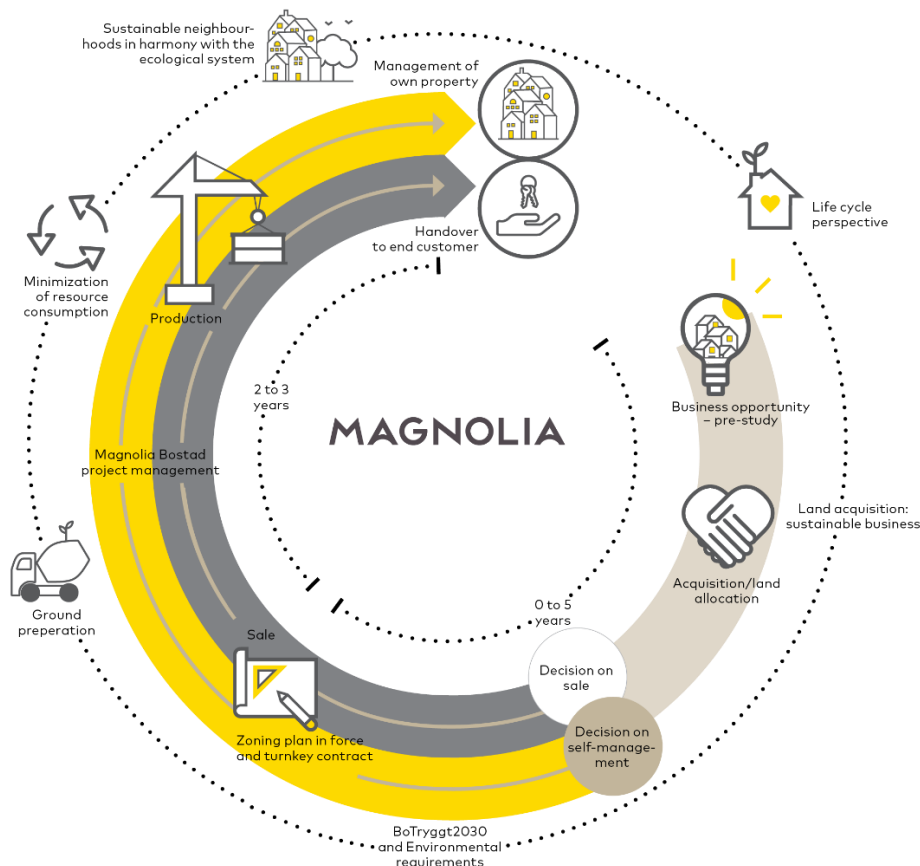 Sustainable neighbour-
hoods in harmony with the
ecological system
Management of
own property
Handover
to end customer
Life cycle
perspective
Minimization
of resource
consumption
Production
2 to 3
years
MAGNOLIA
Business opportunity
– pre-study
Magnolia Bostad
project management
Land acquisition:
sustainable business
Acquisition/land
allocation
Ground
preperation
0 to 5
years
Sale
Decision on
sale
Zoning plan in force
and turnkey contract
Decision on
self-manage-
ment
BoTryggt2030
and Environmental
requirements